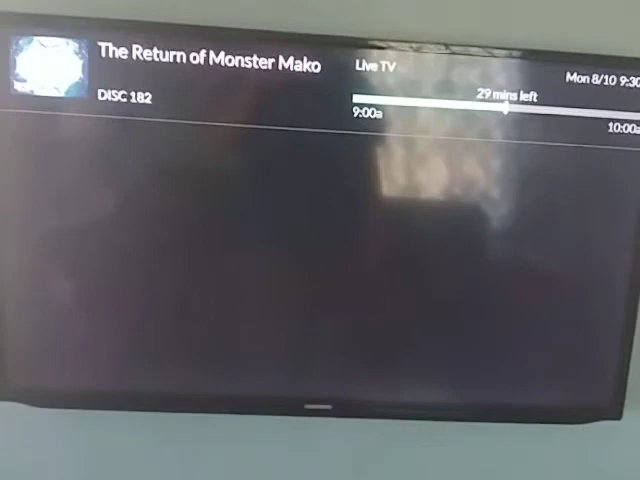 The Return of Monster Mako
Live TV
Mon 8/10 9:30
DISC 182
29 mins left
9:00a
10:00a